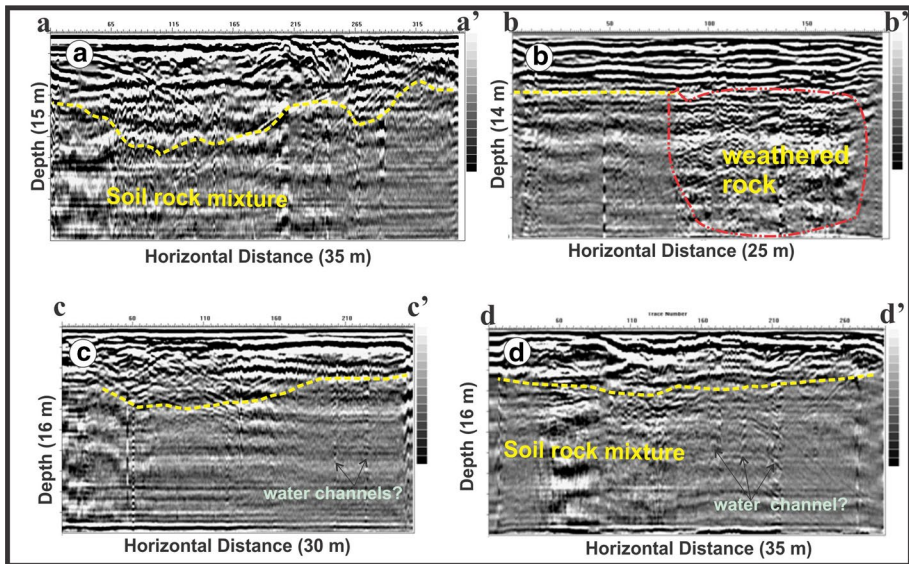 a a'
65 115 215 265 315
a
Depth (15 m)
Soil rock mixture
Horizontal Distance (35 m)
b b'
50 100 150
b
Depth (14 m)
weathered
rock
Horizontal Distance (25 m)
c c'
60 110 160 210
c
Depth (16 m)
water channels?
Horizontal Distance (30 m)
d d'
Trace Number
60 110 160 210 260
d
Depth (16 m)
Soil rock mixture
water channel?
Horizontal Distance (35 m)